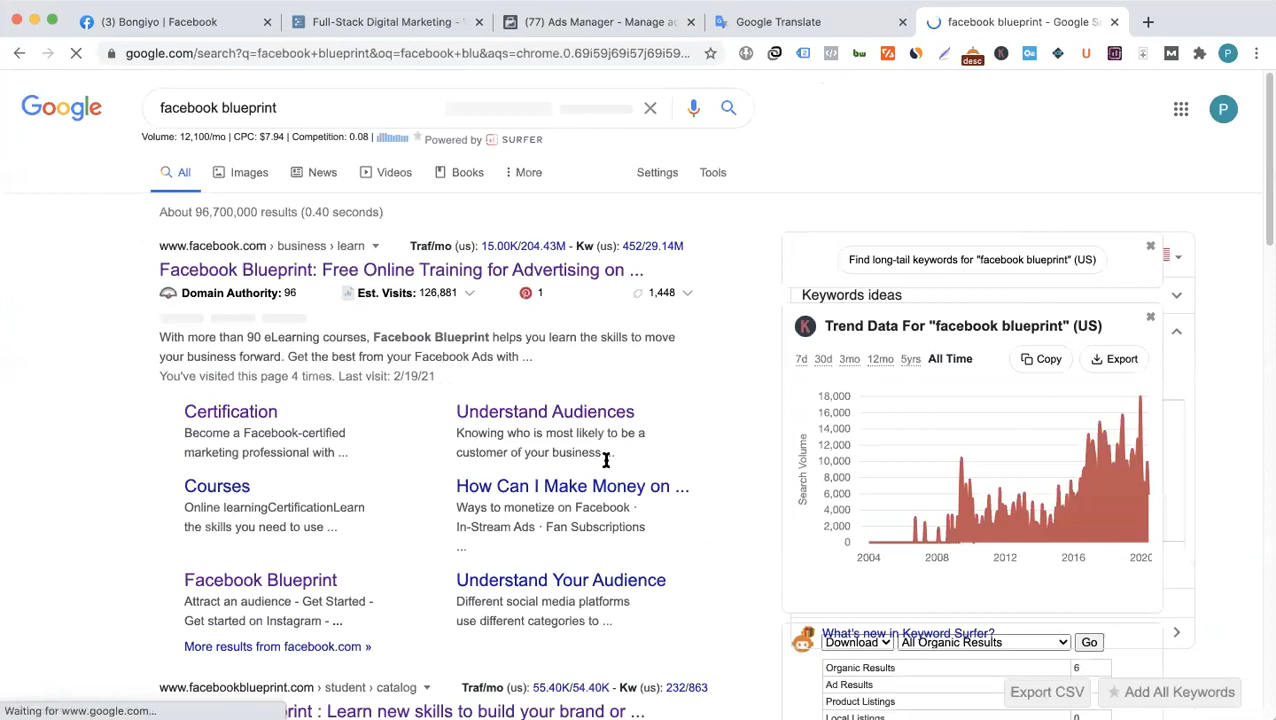 (3) Bongiyo | Facebook
Full-Stack Digital Marketing -
(77) Ads Manager - Manage ad
Google Translate
facebook blueprint - Google Se
google.com/search?q=facebook+blueprint&oq=facebook+blu&aqs=chrome.0.69i59j69i57j69i59...
desc
P
Google
facebook blueprint
P
Volume: 12,100/mo | CPC: $7.94 | Competition: 0.08 |
Powered by SURFER
All
Images
News
Videos
Books
More
Settings
Tools
About 96,700,000 results (0.40 seconds)
www.facebook.com › business › learn
Traf/mo (us): 15.00K/204.43M - Kw (us): 452/29.14M
Facebook Blueprint: Free Online Training for Advertising on ...
Domain Authority: 96
Est. Visits: 126,881
1
1,448
With more than 90 eLearning courses, Facebook Blueprint helps you learn the skills to move
your business forward. Get the best from your Facebook Ads with ...
You've visited this page 4 times. Last visit: 2/19/21
Certification
Become a Facebook-certified
marketing professional with ...
Understand Audiences
Knowing who is most likely to be a
customer of your business ...
Courses
Online learningCertificationLearn
the skills you need to use ...
How Can I Make Money on ...
Ways to monetize on Facebook ·
In-Stream Ads · Fan Subscriptions
...
Facebook Blueprint
Attract an audience - Get Started -
Get started on Instagram - ...
Understand Your Audience
Different social media platforms
use different categories to ...
More results from facebook.com »
www.facebookblueprint.com › student › catalog
Traf/mo (us): 55.40K/54.40K - Kw (us): 232/863
print : Learn new skills to build your brand or ...
Waiting for www.google.com...
Find long-tail keywords for "facebook blueprint" (US)
Keywords ideas
K
Trend Data For "facebook blueprint" (US)
7d 30d 3mo 12mo 5yrs All Time
Copy
Export
Search Volume
18,000
16,000
14,000
12,000
10,000
8,000
6,000
4,000
2,000
0
2004 2008 2012 2016 2020
What's new in Keyword Surfer?
Download
All Organic Results
Go
Organic Results 6
Ad Results
Product Listings
Local Listings 0
Export CSV
Add All Keywords